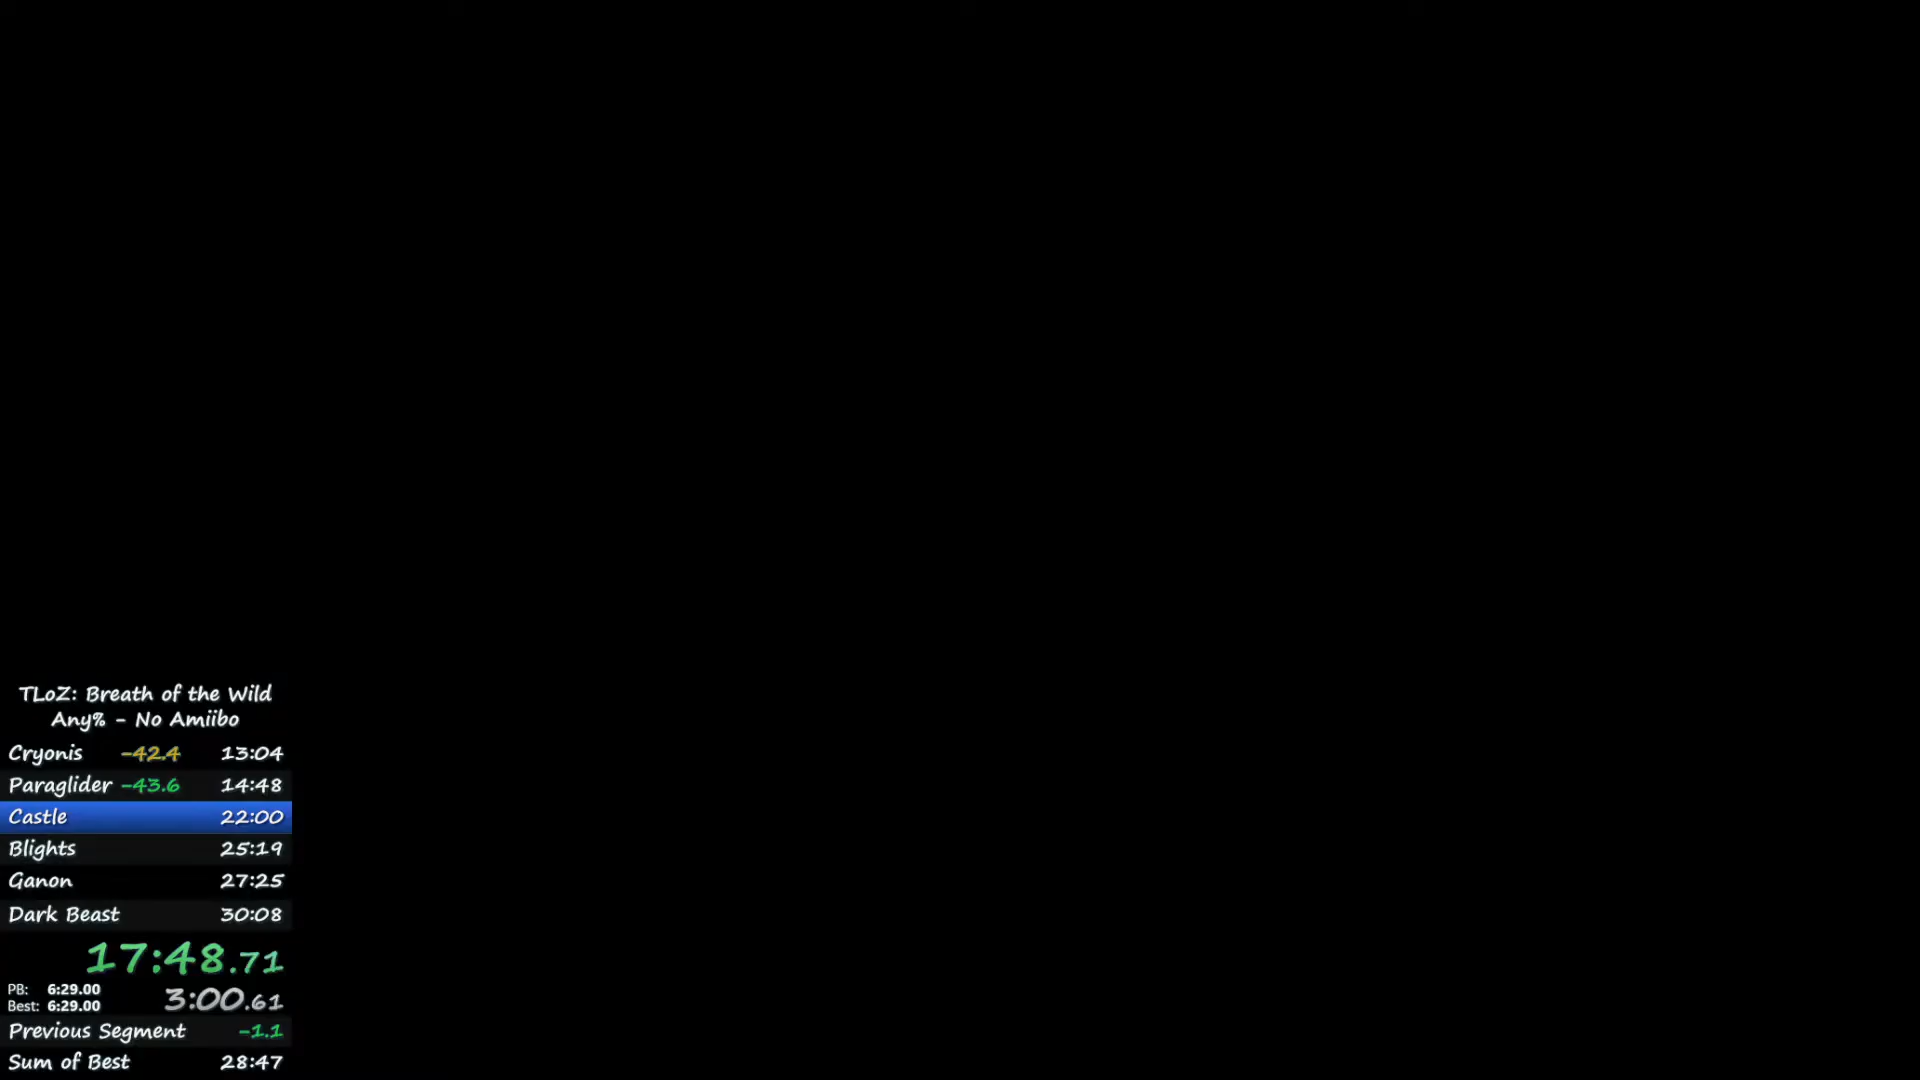 TLoZ: Breath of the Wild
Any% - No Amiibo
Cryonis -42.4 13:04
Paraglider -43.6 14:48
Castle 22:00
Blights 25:19
Ganon 27:25
Dark Beast 30:08
17:48.71
PB: 6:29.00
Best: 6:29.00
3:00.61
Previous Segment -1.1
Sum of Best 28:47